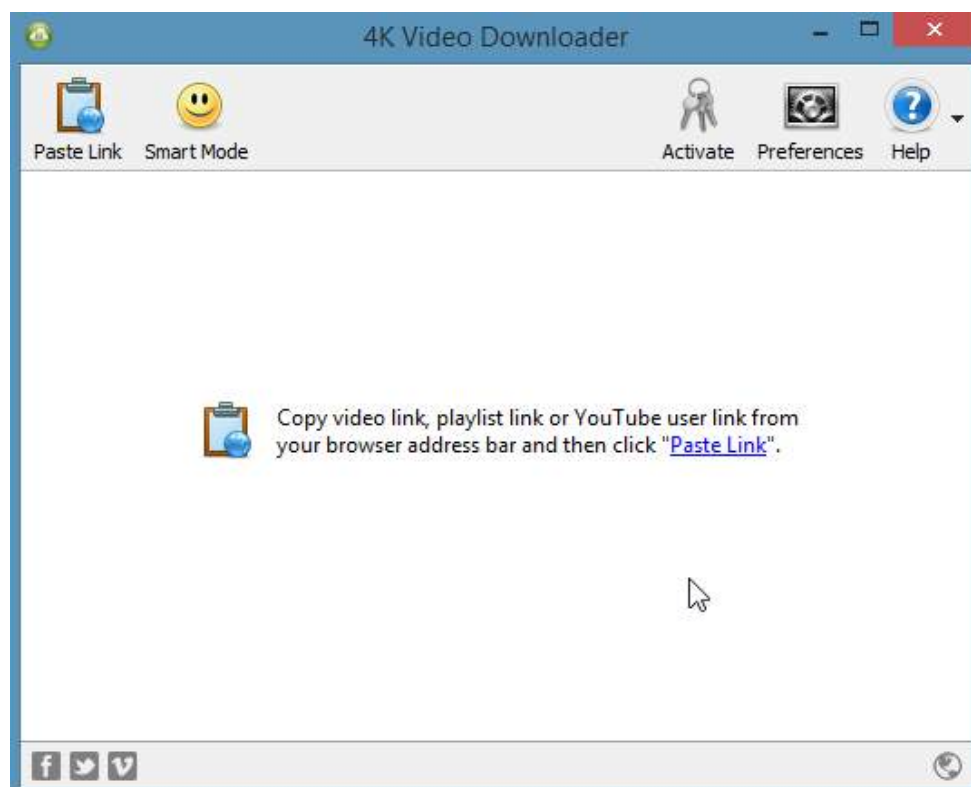 4K Video Downloader
Paste Link Smart Mode Activate Preferences Help
Copy video link, playlist link or YouTube user link from
your browser address bar and then click "Paste Link".